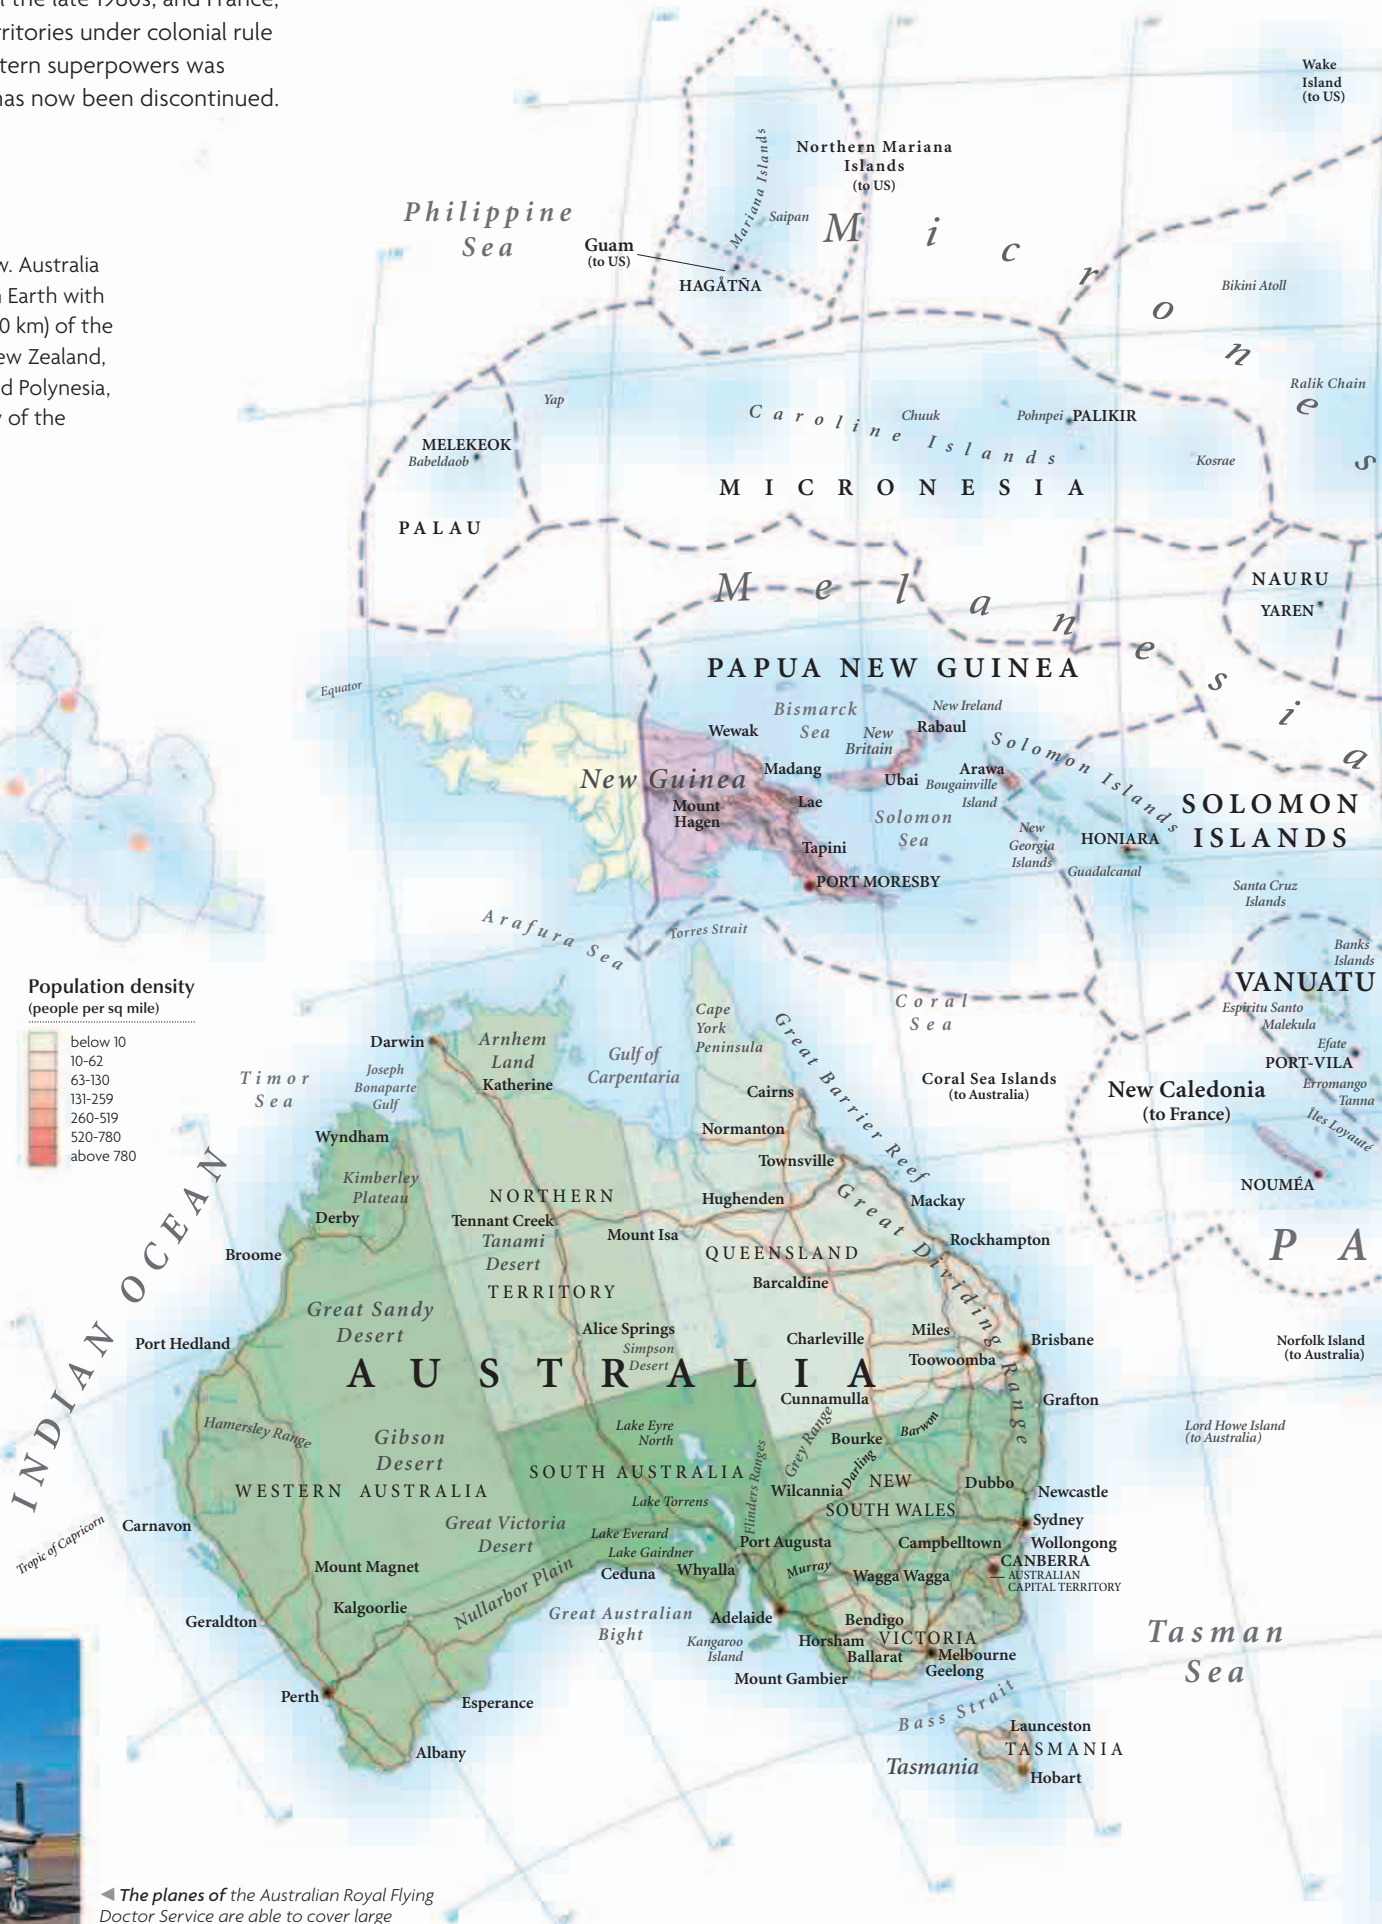 l the late 1980s, and France,
rritories under colonial rule
tern superpowers was
has now been discontinued.
w. Australia
n Earth with
0 km) of the
ew Zealand,
d Polynesia,
y of the
Wake
Island
(to US)
Northern Mariana
Islands
(to US)
Mariana Islands
Saipan
Philippine
Sea
Guam
(to US)
HAGÅTÑA
Microne
s
Bikini Atoll
Ralik Chain
Yap
Caroline Islands
Chuuk
Pohnpei
PALIKIR
Kosrae
MELEKEOK
Babeldaob
MICRONESIA
PALAU
Melanesia
NAURU
YAREN
PAPUA NEW GUINEA
Equator
Bismarck
Sea
New Ireland
Wewak
New
Britain
Rabaul
Solomon Islands
New Guinea
Madang
Ubai
Arawa
Bougainville
Island
Mount
Hagen
Lae
Solomon
Sea
SOLOMON
ISLANDS
New
Georgia
Islands
HONIARA
Tapini
Guadalcanal
PORT MORESBY
Santa Cruz
Islands
Arafura Sea
Torres Strait
Banks
Islands
VANUATU
Espiritu Santo
Malekula
Efate
PORT-VILA
Erromango
Tanna
Îles Loyauté
Population density
(people per sq mile)
below 10
10-62
63-130
131-259
260-519
520-780
above 780
Coral
Sea
Cape
York
Peninsula
Great Barrier Reef
Darwin
Arnhem
Land
Katherine
Gulf of
Carpentaria
Joseph
Bonaparte
Gulf
Timor
Sea
Coral Sea Islands
(to Australia)
New Caledonia
(to France)
Cairns
Normanton
Townsville
Wyndham
Kimberley
Plateau
NOUMÉA
INDIAN OCEAN
NORTHERN
TERRITORY
Hughenden
Great Dividing Range
Mackay
Derby
Tennant Creek
Tanami
Desert
Mount Isa
QUEENSLAND
Rockhampton
Broome
PA
Barcaldine
Great Sandy
Desert
Alice Springs
Simpson
Desert
Charleville
Miles
Toowoomba
Brisbane
Norfolk Island
(to Australia)
Port Hedland
AUSTRALIA
Cunnamulla
Grafton
Hamersley Range
Gibson
Desert
Lake Eyre
North
Grey Range
Bourke
Barwon
Lord Howe Island
(to Australia)
SOUTH AUSTRALIA
Flinders Ranges
Darling
Wilcannia
NEW
SOUTH WALES
Dubbo
Newcastle
WESTERN AUSTRALIA
Lake Torrens
Sydney
Carnavon
Great Victoria
Desert
Lake Everard
Lake Gairdner
Port Augusta
Campbelltown
Wollongong
Tropic of Capricorn
Mount Magnet
Nullarbor Plain
Ceduna
Whyalla
Murray
Wagga Wagga
CANBERRA
AUSTRALIAN
CAPITAL TERRITORY
Kalgoorlie
Geraldton
Great Australian
Bight
Adelaide
Bendigo
Kangaroo
Island
Horsham
VICTORIA
Ballarat
Melbourne
Geelong
Tasman
Sea
Mount Gambier
Perth
Esperance
Bass Strait
Launceston
TASMANIA
Albany
Tasmania
Hobart
◀ The planes of the Australian Royal Flying
Doctor Service are able to cover large